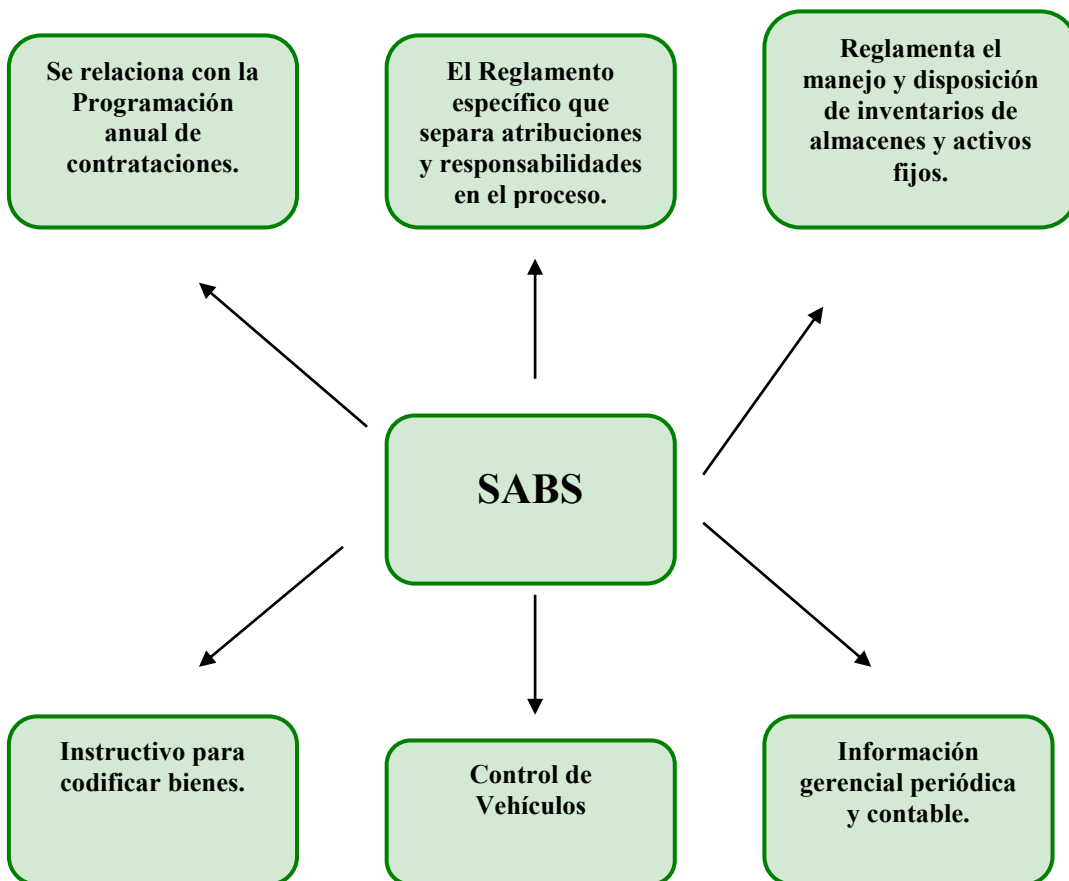 Se relaciona con la
Programación
anual de
contrataciones.
El Reglamento
específico que
separa atribuciones
y responsabilidades
en el proceso.
Reglamenta el
manejo y disposición
de inventarios de
almacenes y activos
fijos.
SABS
Instructivo para
codificar bienes.
Control de
Vehículos
Información
gerencial periódica
y contable.